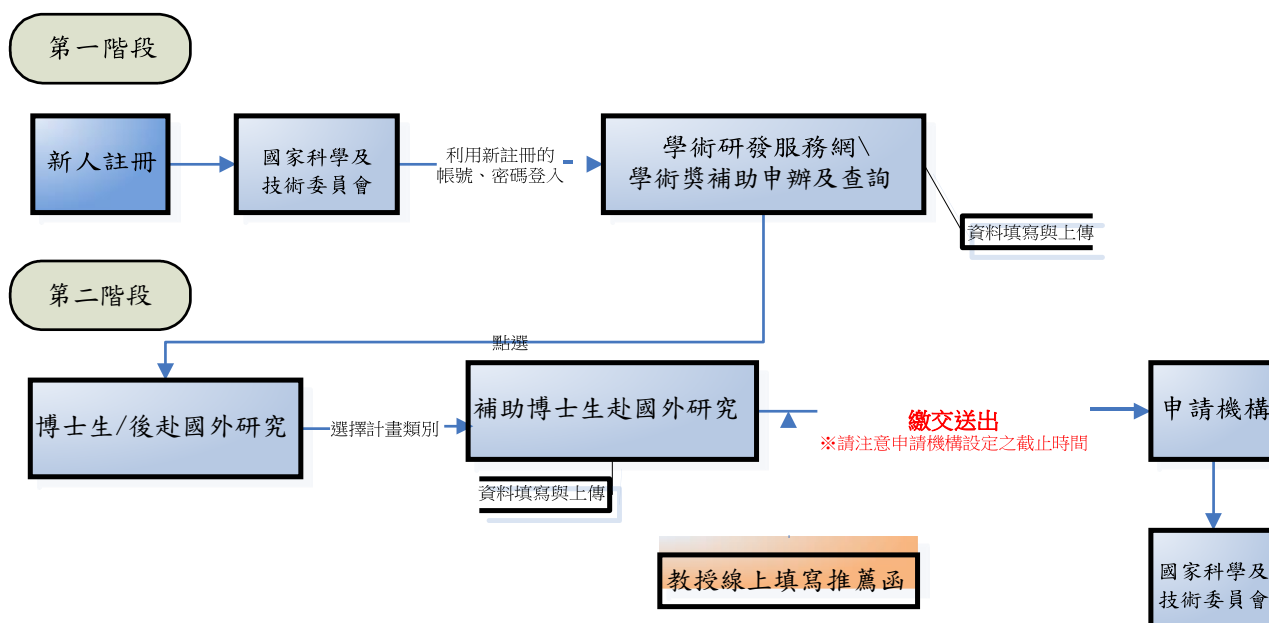 第一階段
新人註冊
國家科學及
技術委員會
利用新註冊的
帳號、密碼登入
學術研發服務網\
學術獎補助申辦及查詢
資料填寫與上傳
第二階段
點選
博士生/後赴國外研究
選擇計畫類別
補助博士生赴國外研究
資料填寫與上傳
繳交送出
※請注意申請機構設定之截止時間
申請機構
教授線上填寫推薦函
國家科學及
技術委員會